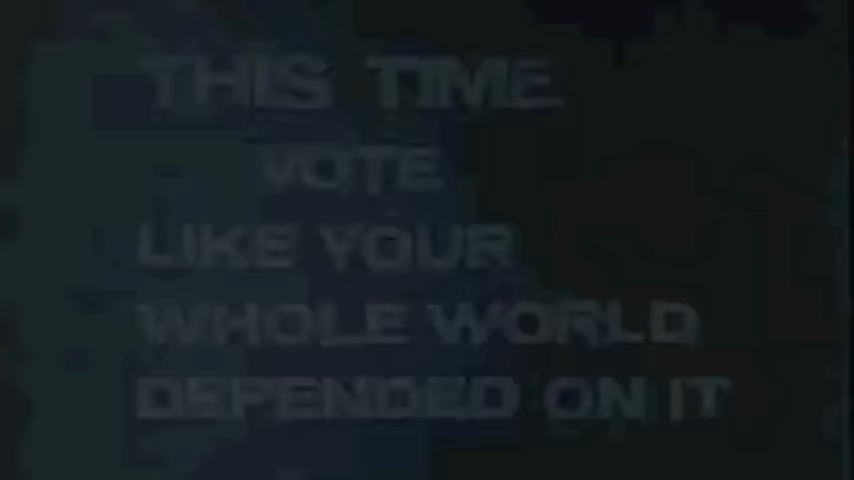 THIS TIME
VOTE
LIKE YOUR
WHOLE WORLD
DEPENDED ON IT